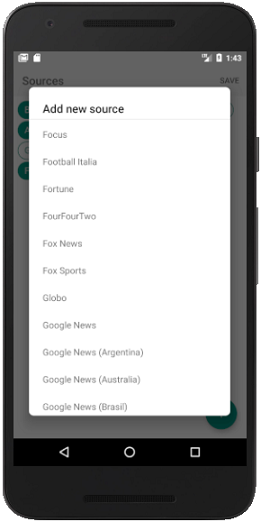 1:43
Sources
SAVE
Add new source
Focus
Football Italia
Fortune
FourFourTwo
Fox News
Fox Sports
Globo
Google News
Google News (Argentina)
Google News (Australia)
Google News (Brasil)